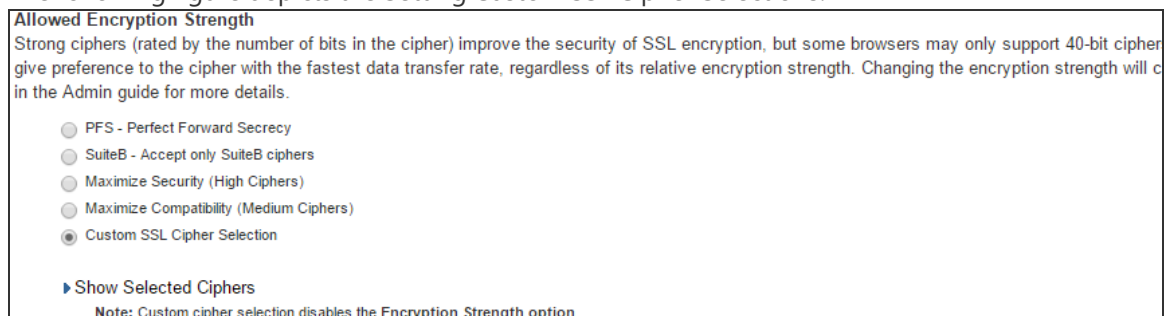 Allowed Encryption Strength
Strong ciphers (rated by the number of bits in the cipher) improve the security of SSL encryption, but some browsers may only support 40-bit cipher
give preference to the cipher with the fastest data transfer rate, regardless of its relative encryption strength. Changing the encryption strength will c
in the Admin guide for more details.
PFS - Perfect Forward Secrecy
SuiteB - Accept only SuiteB ciphers
Maximize Security (High Ciphers)
Maximize Compatibility (Medium Ciphers)
Custom SSL Cipher Selection
Show Selected Ciphers
Note: Custom cipher selection disables the Encryption Strength option